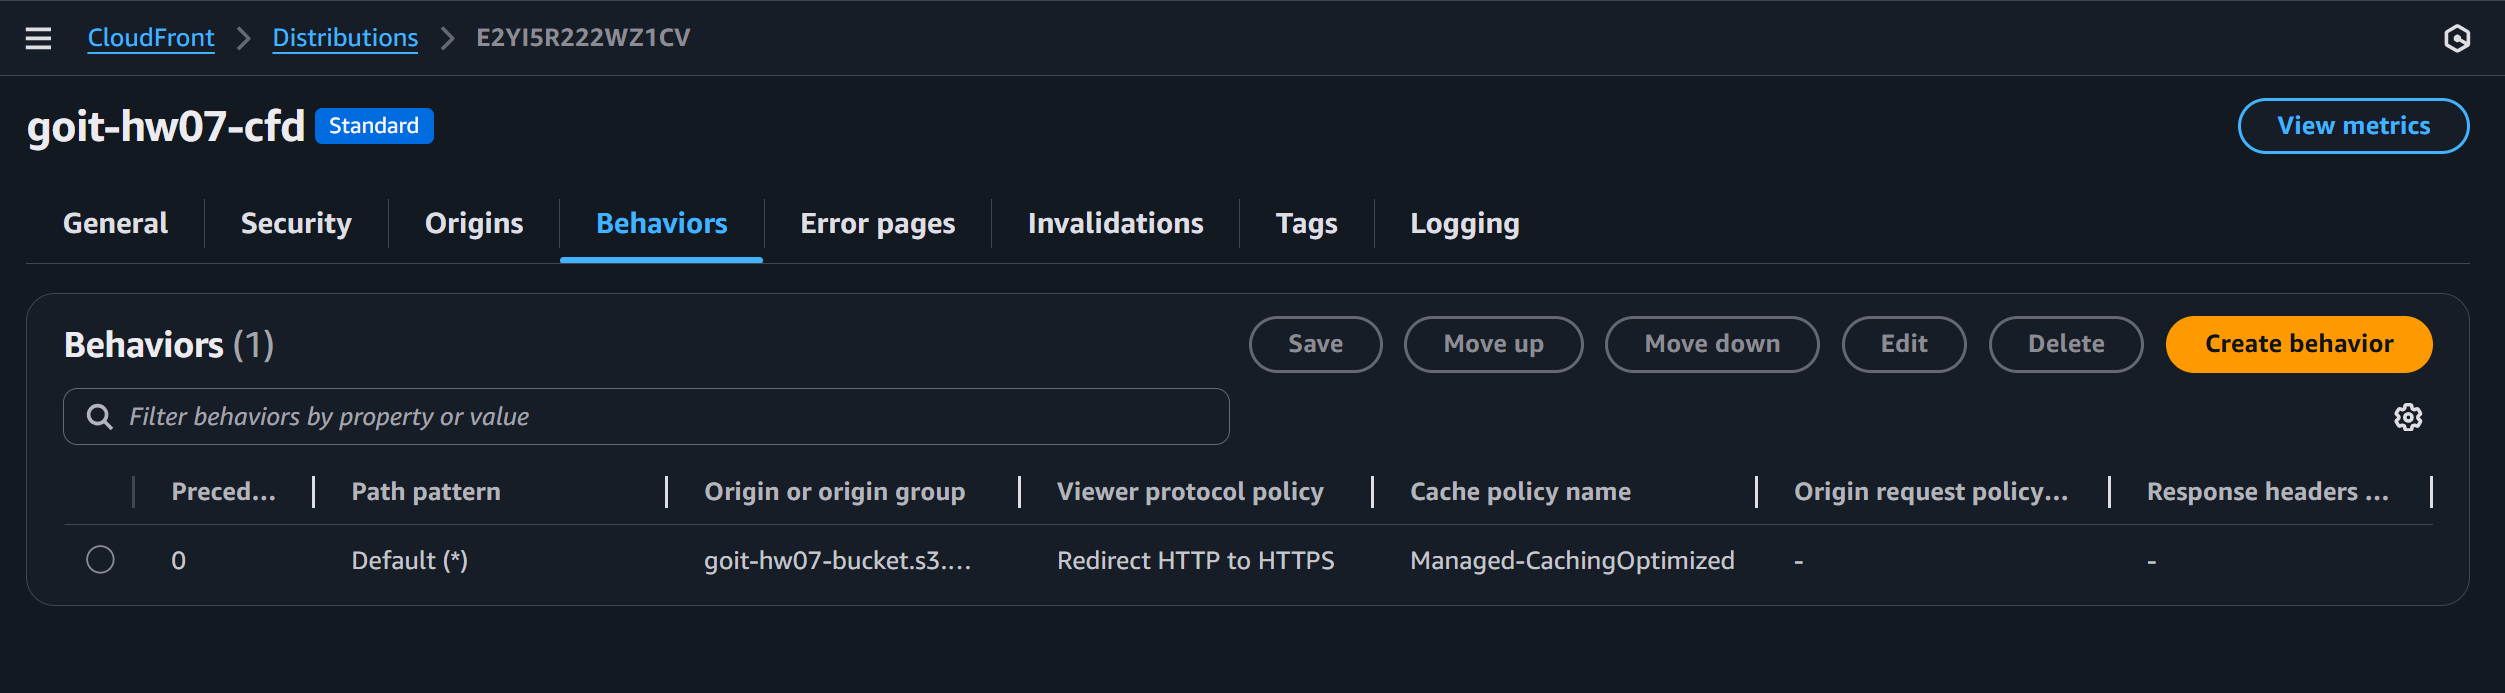 CloudFront > Distributions > E2YI5R222WZ1CV
goit-hw07-cfd Standard View metrics
General Security Origins Behaviors Error pages Invalidations Tags Logging
Behaviors (1) Save Move up Move down Edit Delete Create behavior
Filter behaviors by property or value
Preced... Path pattern Origin or origin group Viewer protocol policy Cache policy name Origin request policy... Response headers ...
0 Default (*) goit-hw07-bucket.s3.... Redirect HTTP to HTTPS Managed-CachingOptimized - -